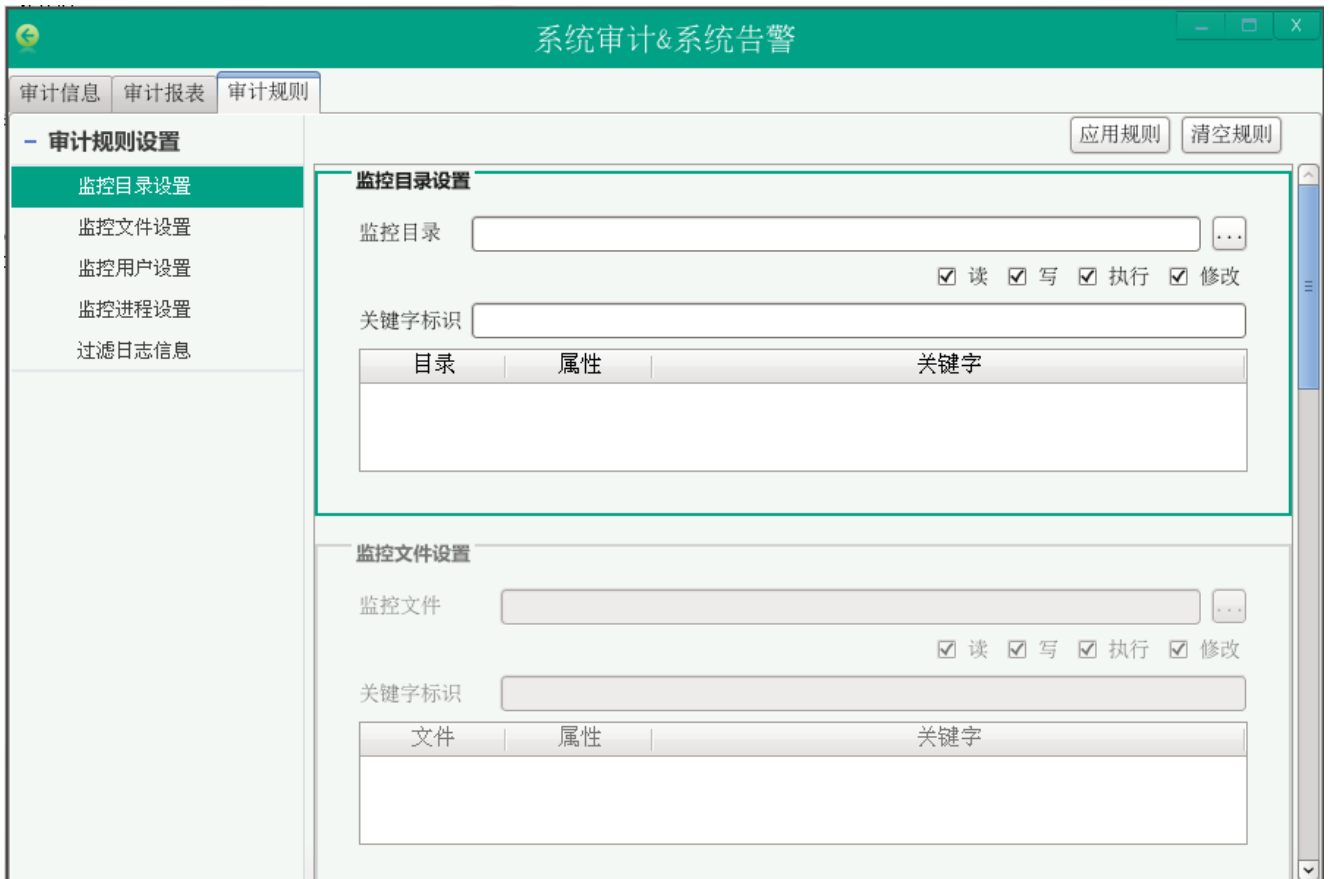 系统审计&系统告警
审计信息 审计报表 审计规则
审计规则设置
应用规则 清空规则
监控目录设置
监控文件设置
监控用户设置
监控进程设置
过滤日志信息
监控目录设置
监控目录 ...
读 写 执行 修改
关键字标识
目录 属性 关键字
监控文件设置
监控文件 ...
读 写 执行 修改
关键字标识
文件 属性 关键字